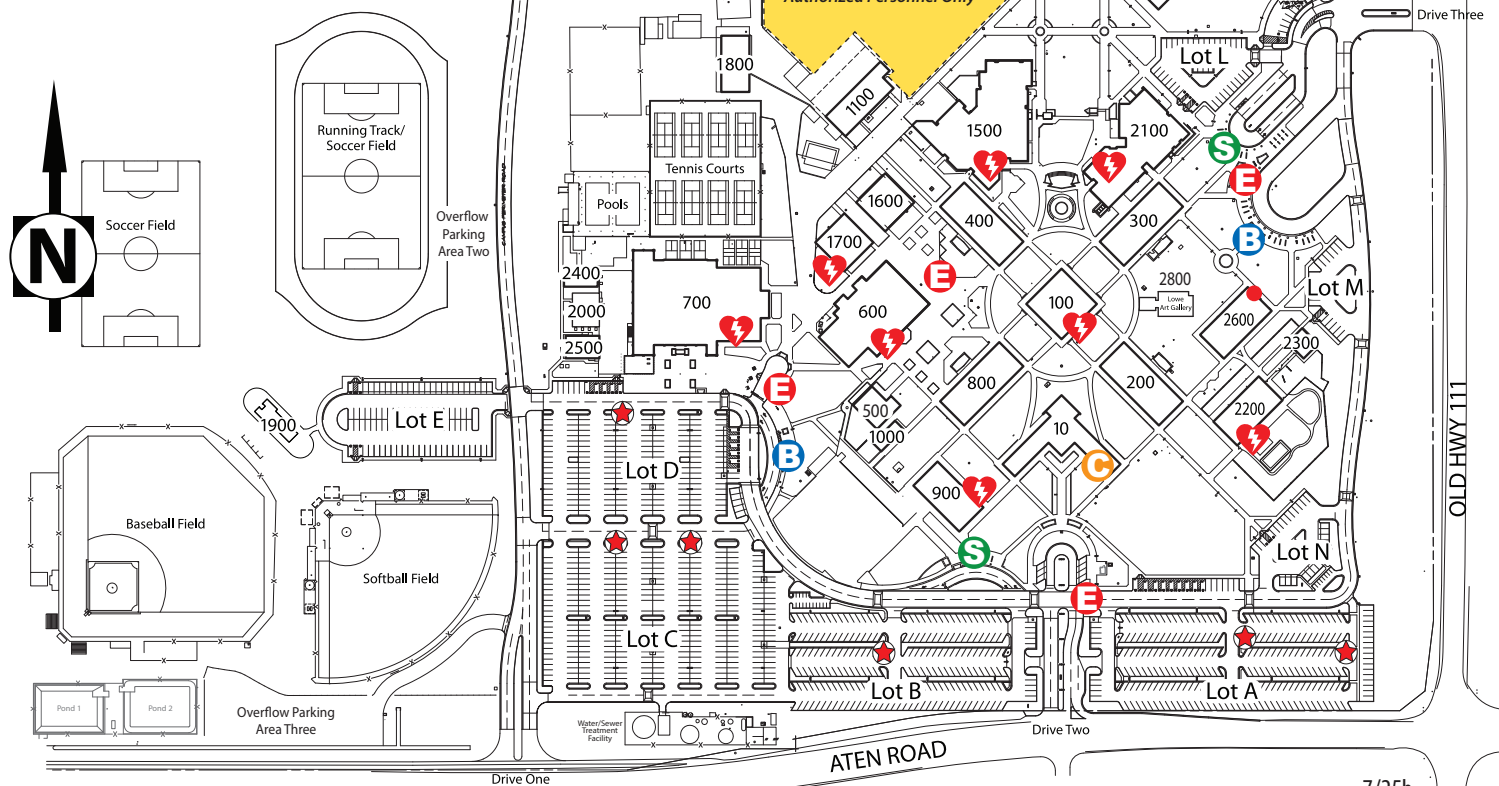 Authorized Personnel Only
Drive Three
Lot L
1800
1100
1500
2100
S
E
Running Track/
Soccer Field
Tennis Courts
Pools
1600
400
300
Soccer Field
Overflow
Parking
Area Two
N
1700
B
2400
2000
2500
700
600
E
100
2800
Lowe
Art Gallery
2600
Lot M
2300
E
800
200
2200
500
1000
10
C
OLD HWY 111
1900
Lot E
Lot D
B
900
S
Baseball Field
Softball Field
Lot N
E
Lot C
Lot B
Lot A
Pond 1
Pond 2
Overflow Parking
Area Three
Water/Sewer
Treatment
Facility
Drive Two
ATEN ROAD
Drive One
7/25b